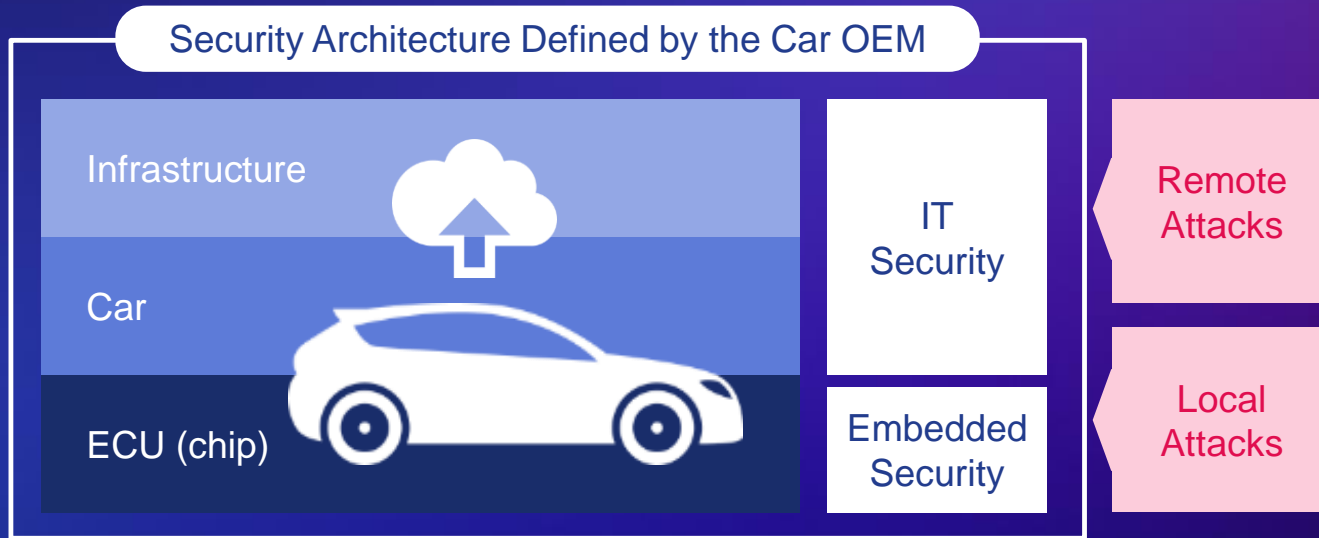 Security Architecture Defined by the Car OEM
Infrastructure
Car
ECU (chip)
IT
Security
Embedded
Security
Remote
Attacks
Local
Attacks